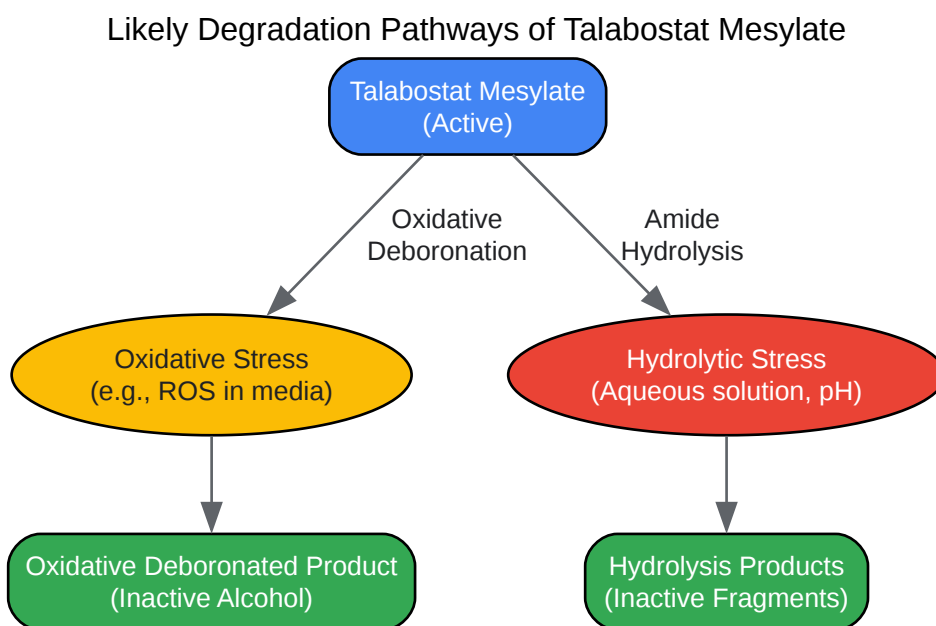 Likely Degradation Pathways of Talabostat Mesylate
Talabostat Mesylate
(Active)
Oxidative
Deboronation
Amide
Hydrolysis
Oxidative Stress
(e.g., ROS in media)
Hydrolytic Stress
(Aqueous solution, pH)
Oxidative Deboronated Product
(Inactive Alcohol)
Hydrolysis Products
(Inactive Fragments)